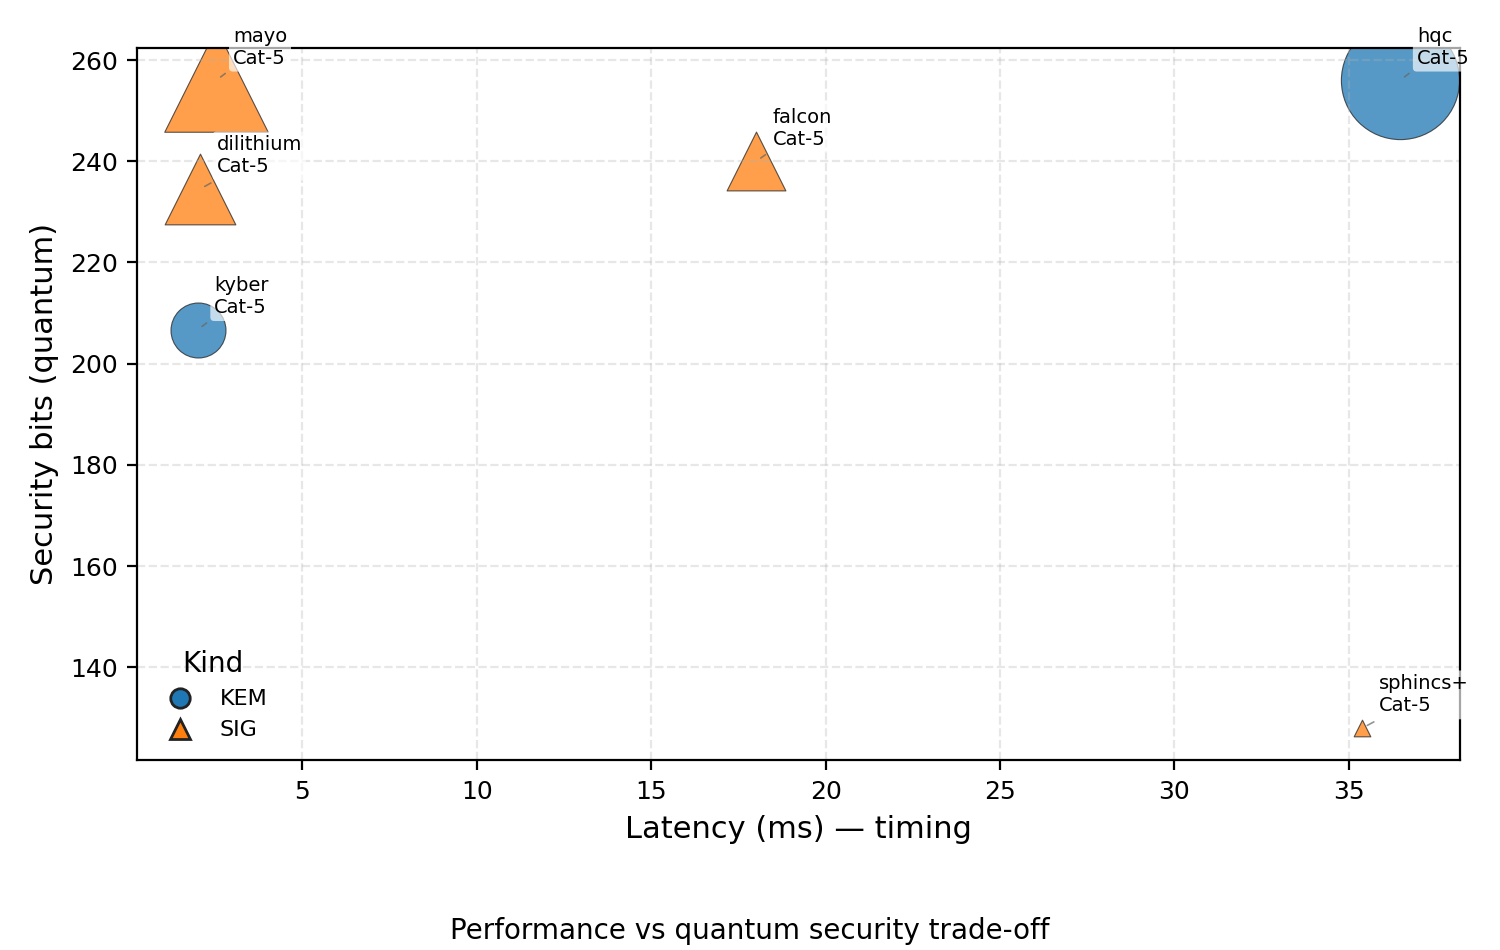 mayo
Cat-5
hqc
Cat-5
falcon
Cat-5
dilithium
Cat-5
kyber
Cat-5
sphincs+
Cat-5
260
240
220
200
180
160
140
Security bits (quantum)
Kind
KEM
SIG
5
10
15
20
25
30
35
Latency (ms) — timing
Performance vs quantum security trade-off